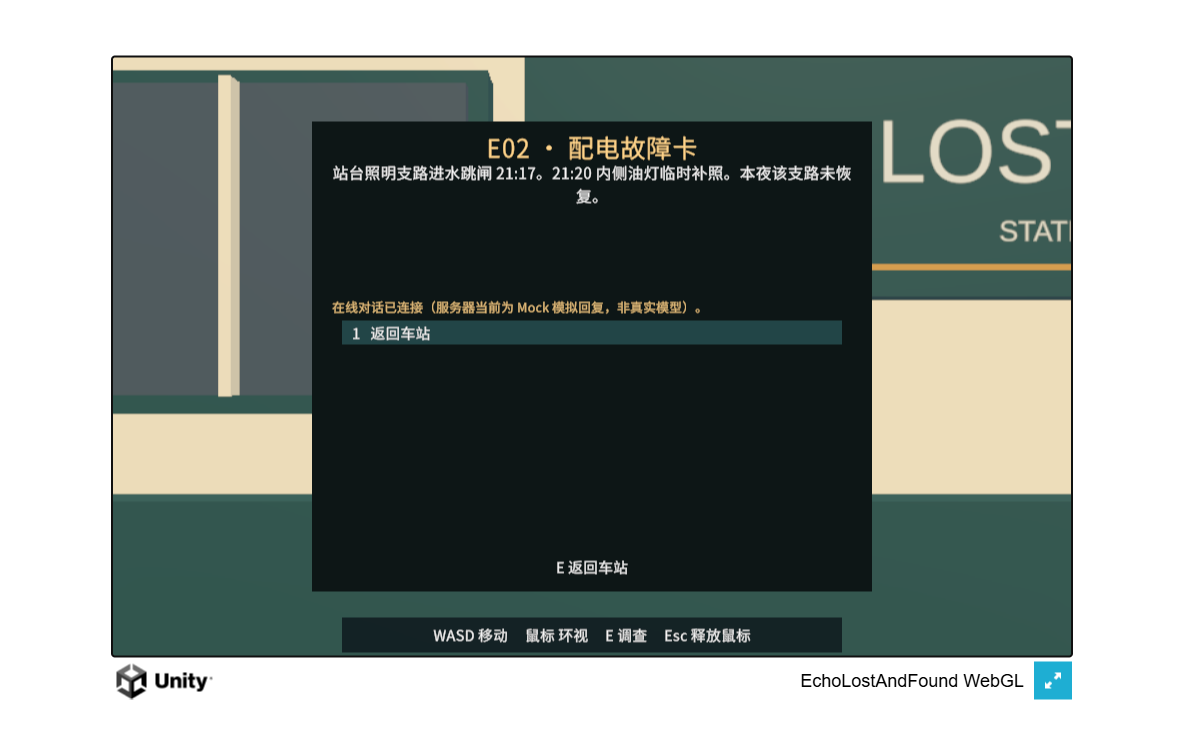 E02 · 配电故障卡
站台照明支路进水跳闸 21:17。21:20 内侧油灯临时补照。本夜该支路未恢
复。
LOST
STATI
在线对话已连接（服务器当前为 Mock 模拟回复，非真实模型）。
1 返回车站
E 返回车站
WASD 移动 鼠标 环视 E 调查 Esc 释放鼠标
Unity
EchoLostAndFound WebGL